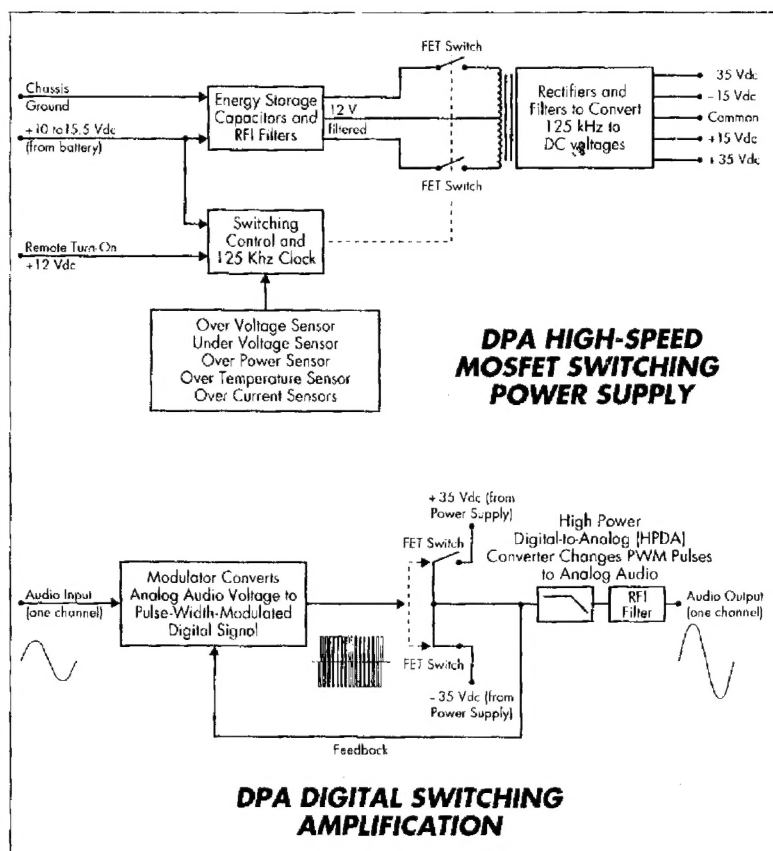 FET Switch
Chassis
Ground
+10 to 15.5 Vdc
(from battery)
Energy Storage
Capacitors and
RFI Filters
12 V
filtered
FET Switch
Rectifiers and
Filters to Convert
125 kHz to
DC voltages
35 Vdc
–15 Vdc
Common
+15 Vdc
+35 Vdc
Remote Turn-On
+12 Vdc
Switching
Control and
125 Khz Clock
Over Voltage Sensor
Under Voltage Sensor
Over Power Sensor
Over Temperature Sensor
Over Current Sensors
DPA HIGH-SPEED
MOSFET SWITCHING
POWER SUPPLY
Audio Input
(one channel)
Modulator Converts
Analog Audio Voltage to
Pulse-Width-Modulated
Digital Signal
+35 Vdc (from
Power Supply)
FET Switch
FET Switch
–35 Vdc (from
Power Supply)
High Power
Digital-to-Analog (HPDA)
Converter Changes PWM Pulses
to Analog Audio
RFI
Filter
Audio Output
(one channel)
Feedback
DPA DIGITAL SWITCHING
AMPLIFICATION